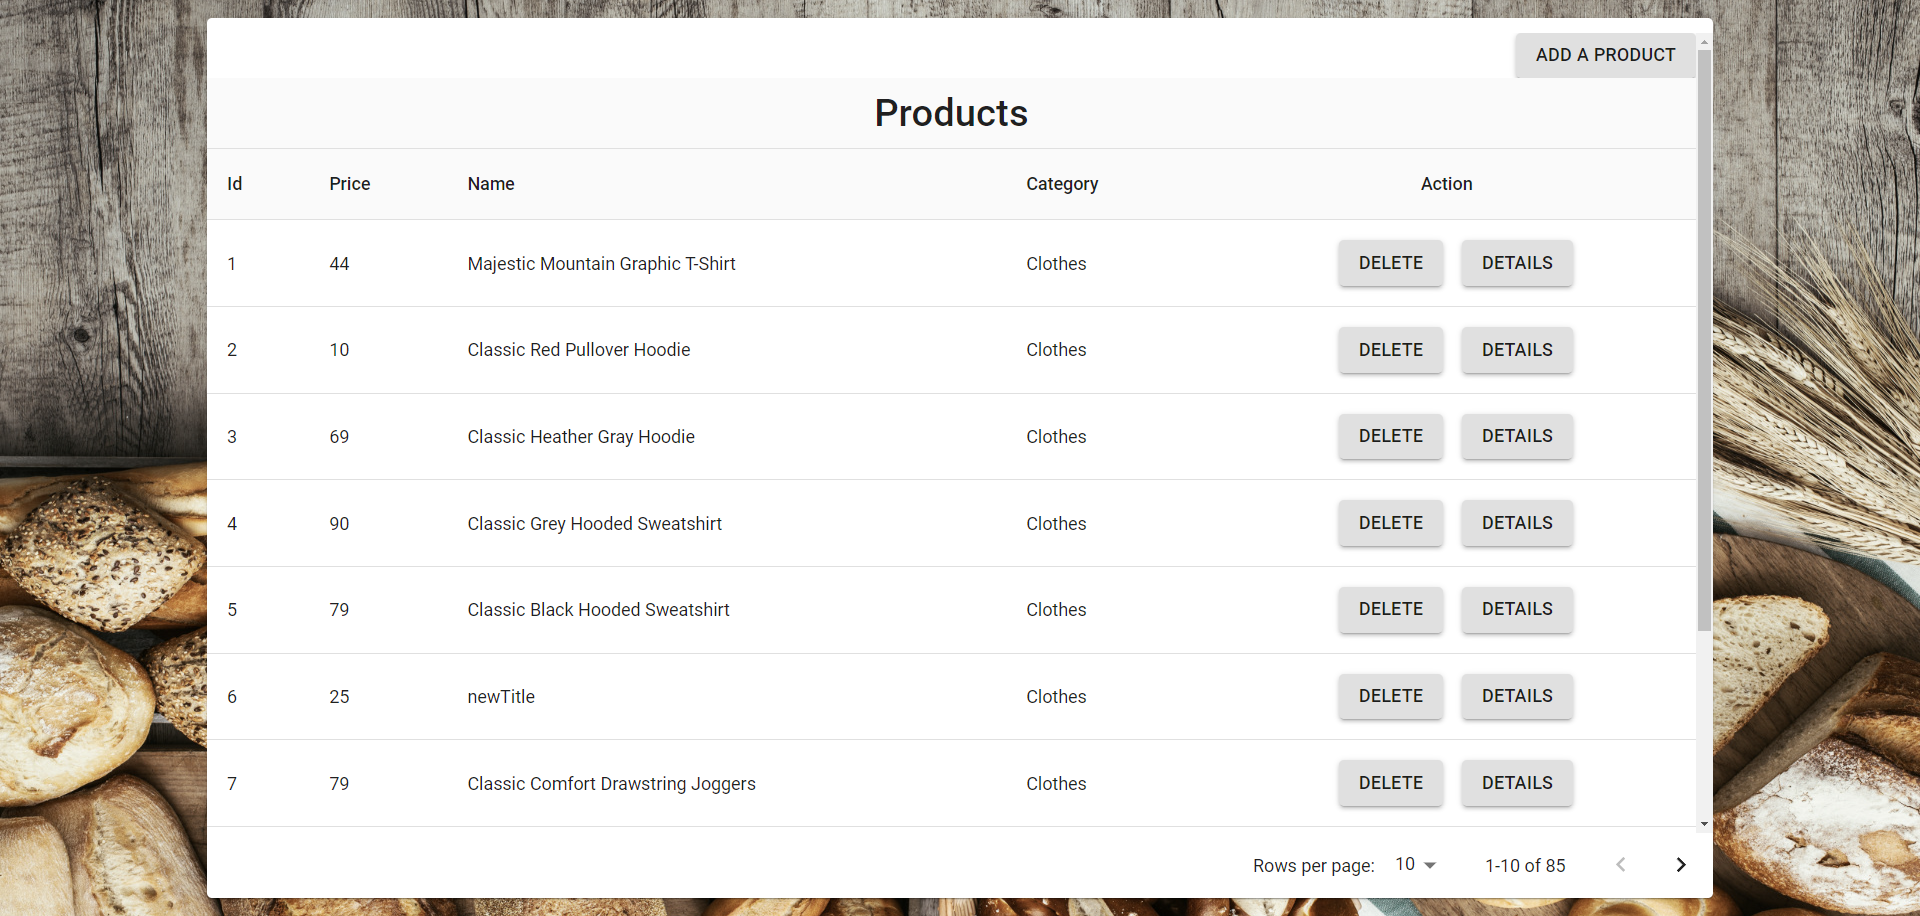 ADD A PRODUCT
Products
Id Price Name Category Action
1 44 Majestic Mountain Graphic T-Shirt Clothes DELETE DETAILS
2 10 Classic Red Pullover Hoodie Clothes DELETE DETAILS
3 69 Classic Heather Gray Hoodie Clothes DELETE DETAILS
4 90 Classic Grey Hooded Sweatshirt Clothes DELETE DETAILS
5 79 Classic Black Hooded Sweatshirt Clothes DELETE DETAILS
6 25 newTitle Clothes DELETE DETAILS
7 79 Classic Comfort Drawstring Joggers Clothes DELETE DETAILS
Rows per page: 10 1-10 of 85